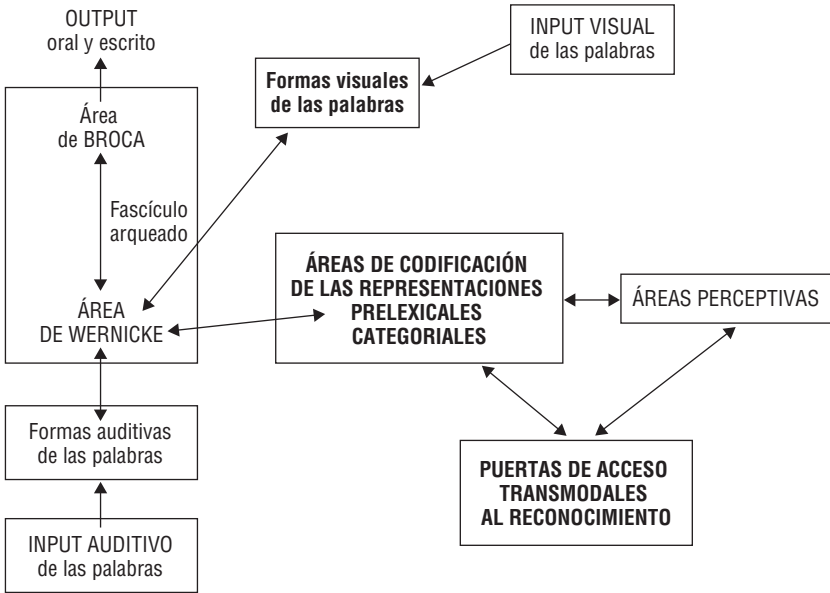 OUTPUT
oral y escrito
INPUT VISUAL
de las palabras
Formas visuales
de las palabras
Área
de BROCA
Fascículo
arqueado
ÁREAS DE CODIFICACIÓN
DE LAS REPRESENTACIONES
PRELEXICALES
CATEGORIALES
ÁREAS PERCEPTIVAS
ÁREA
DE WERNICKE
Formas auditivas
de las palabras
PUERTAS DE ACCESO
TRANSMODALES
AL RECONOCIMIENTO
INPUT AUDITIVO
de las palabras